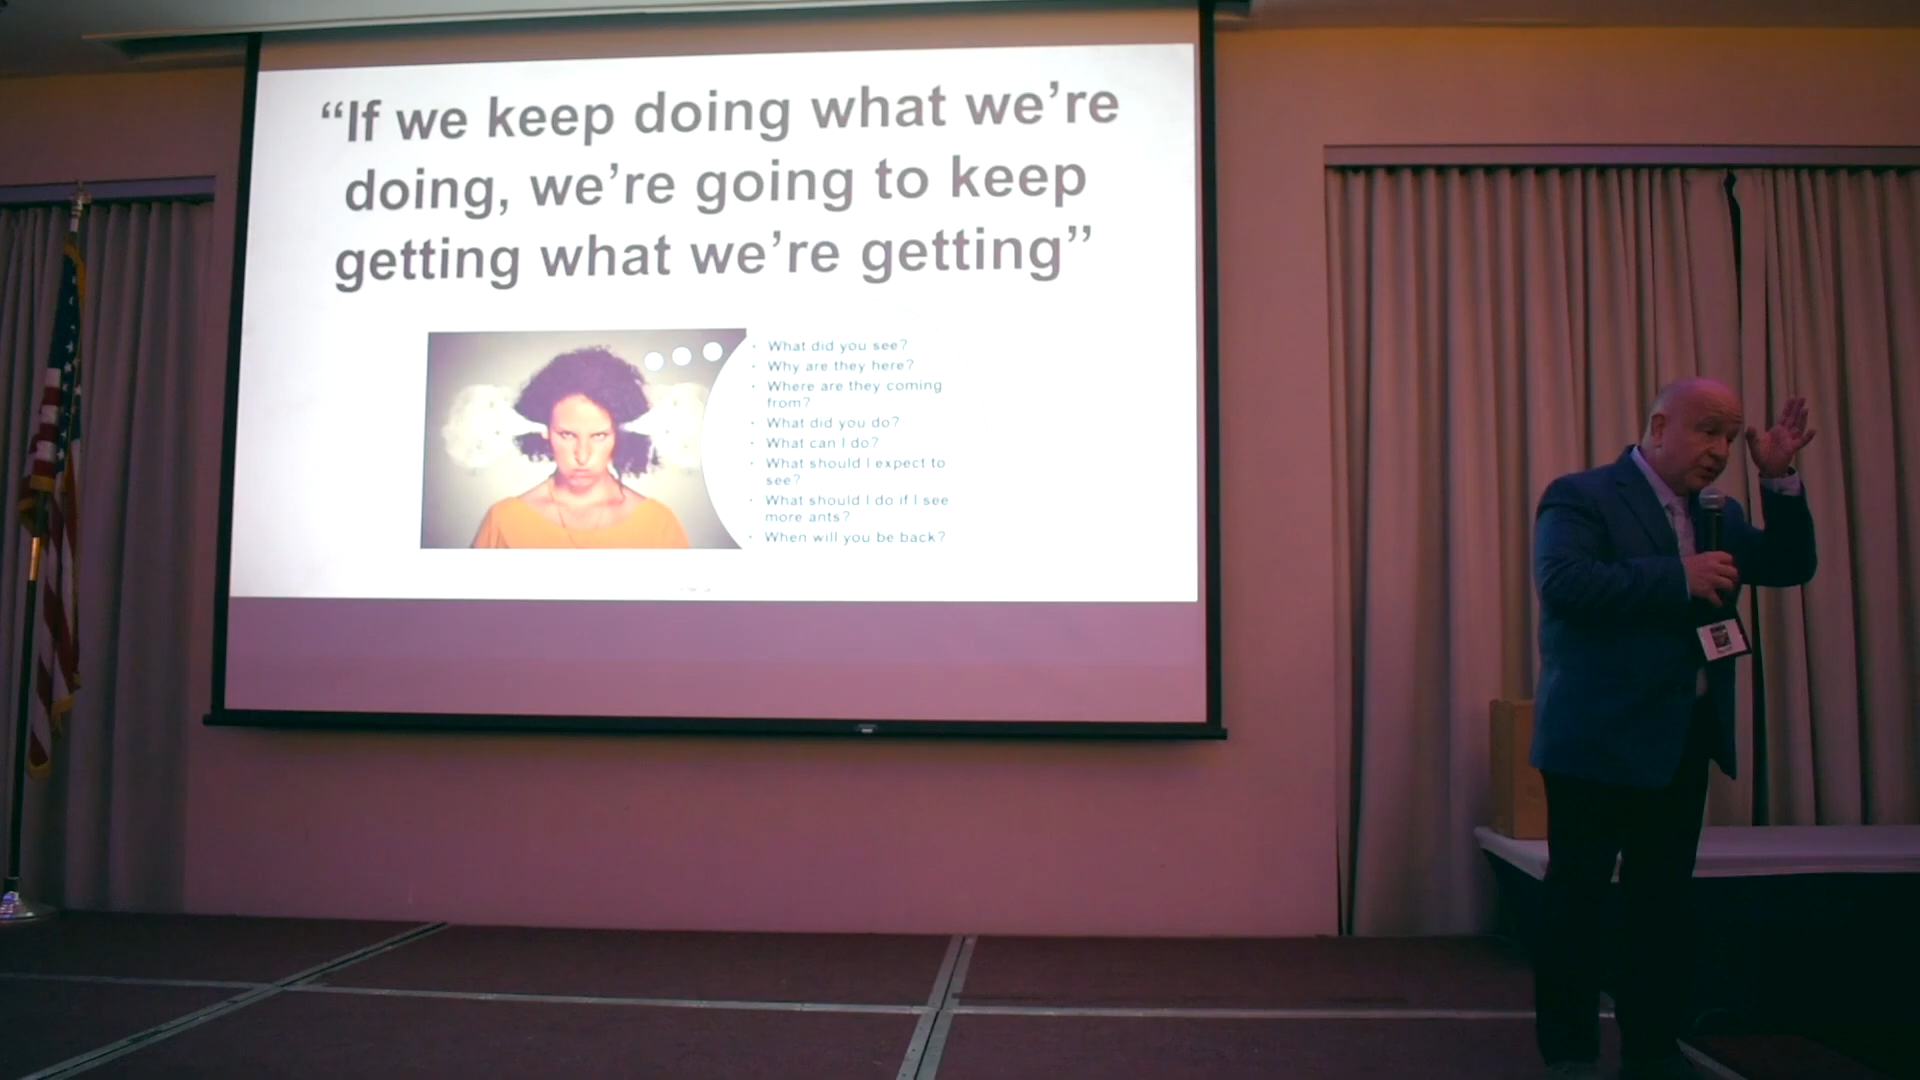 “If we keep doing what we’re
doing, we’re going to keep
getting what we’re getting”
· What did you see?
· Why are they here?
· Where are they coming
from?
· What did you do?
· What can I do?
· What should I expect to
see?
· What should I do if I see
more ants?
· When will you be back?